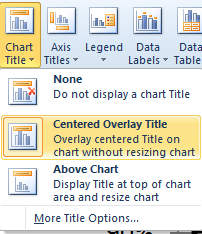 Chart Axis Legend Data Data
Title Titles Labels Table
None
Do not display a chart Title
Centered Overlay Title
Overlay centered Title on
chart without resizing chart
Above Chart
Display Title at top of chart
area and resize chart
More Title Options...